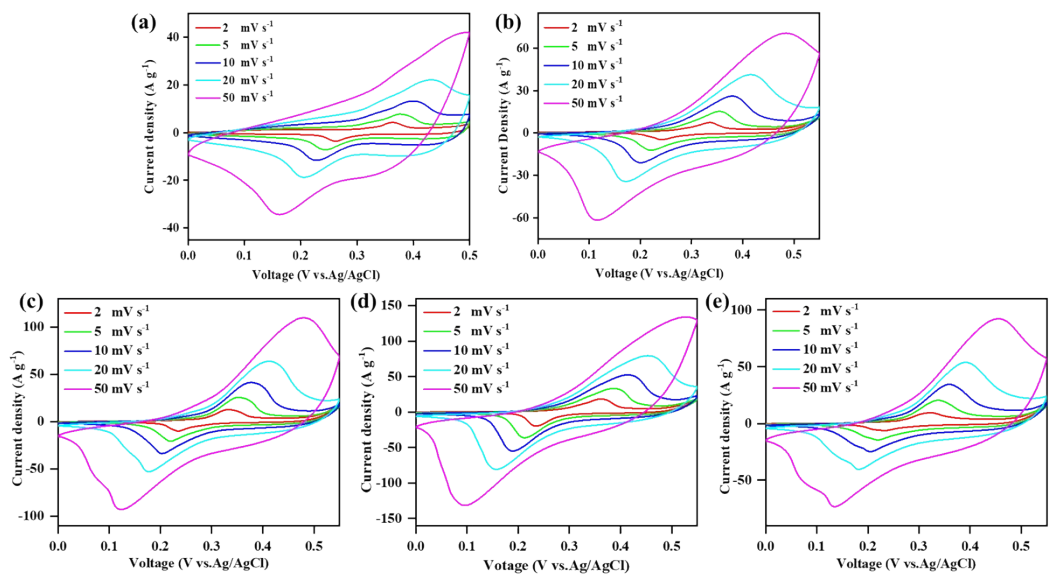 (a)
2 mV s⁻¹
5 mV s⁻¹
10 mV s⁻¹
20 mV s⁻¹
50 mV s⁻¹
40
20
0
-20
-40
Current density (A g⁻¹)
0.0 0.1 0.2 0.3 0.4 0.5
Voltage (V vs.Ag/AgCl)
(b)
2 mV s⁻¹
5 mV s⁻¹
10 mV s⁻¹
20 mV s⁻¹
50 mV s⁻¹
60
30
0
-30
-60
Current Density (A g⁻¹)
0.0 0.1 0.2 0.3 0.4 0.5
Voltage (V vs.Ag/AgCl)
(c)
2 mV s⁻¹
5 mV s⁻¹
10 mV s⁻¹
20 mV s⁻¹
50 mV s⁻¹
100
50
0
-50
-100
Current density (A g⁻¹)
0.0 0.1 0.2 0.3 0.4 0.5
Votage (V vs.Ag/AgCl)
(d)
2 mV s⁻¹
5 mV s⁻¹
10 mV s⁻¹
20 mV s⁻¹
50 mV s⁻¹
150
100
50
0
-50
-100
-150
Current density (A g⁻¹)
0.0 0.1 0.2 0.3 0.4 0.5
Voltage (V vs.Ag/AgCl)
(e)
2 mV s⁻¹
5 mV s⁻¹
10 mV s⁻¹
20 mV s⁻¹
50 mV s⁻¹
100
50
0
-50
Current density (A g⁻¹)
0.0 0.1 0.2 0.3 0.4 0.5
Votage (V vs.Ag/AgCl)